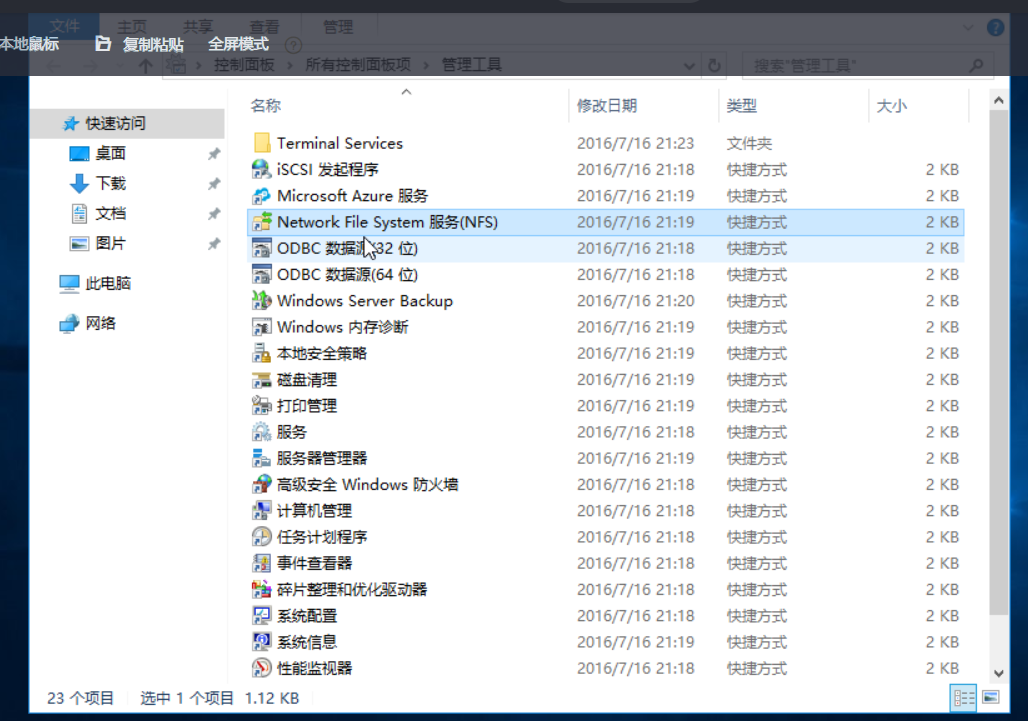 文件 主页 共享 查看 管理
本地鼠标 复制粘贴 全屏模式
控制面板 › 所有控制面板项 › 管理工具 搜索"管理工具"
名称 修改日期 类型 大小
快速访问
桌面
下载
文档
图片
此电脑
网络
Terminal Services 2016/7/16 21:23 文件夹
iSCSI 发起程序 2016/7/16 21:18 快捷方式 2 KB
Microsoft Azure 服务 2016/7/16 21:19 快捷方式 2 KB
Network File System 服务(NFS) 2016/7/16 21:19 快捷方式 2 KB
ODBC 数据源(32 位) 2016/7/16 21:18 快捷方式 2 KB
ODBC 数据源(64 位) 2016/7/16 21:18 快捷方式 2 KB
Windows Server Backup 2016/7/16 21:20 快捷方式 2 KB
Windows 内存诊断 2016/7/16 21:19 快捷方式 2 KB
本地安全策略 2016/7/16 21:19 快捷方式 2 KB
磁盘清理 2016/7/16 21:19 快捷方式 2 KB
打印管理 2016/7/16 21:19 快捷方式 2 KB
服务 2016/7/16 21:18 快捷方式 2 KB
服务器管理器 2016/7/16 21:19 快捷方式 2 KB
高级安全 Windows 防火墙 2016/7/16 21:18 快捷方式 2 KB
计算机管理 2016/7/16 21:18 快捷方式 2 KB
任务计划程序 2016/7/16 21:18 快捷方式 2 KB
事件查看器 2016/7/16 21:18 快捷方式 2 KB
碎片整理和优化驱动器 2016/7/16 21:18 快捷方式 2 KB
系统配置 2016/7/16 21:18 快捷方式 2 KB
系统信息 2016/7/16 21:19 快捷方式 2 KB
性能监视器 2016/7/16 21:18 快捷方式 2 KB
23 个项目 选中 1 个项目 1.12 KB